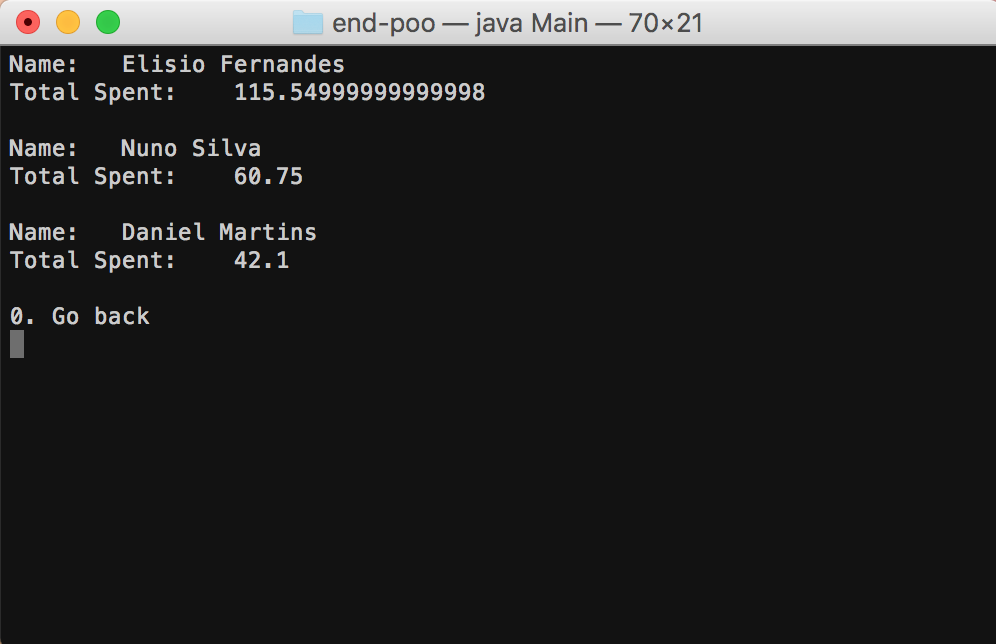 end-poo — java Main — 70×21
Name:   Elisio Fernandes
Total Spent:    115.54999999999998
Name:   Nuno Silva
Total Spent:    60.75
Name:   Daniel Martins
Total Spent:    42.1
0. Go back